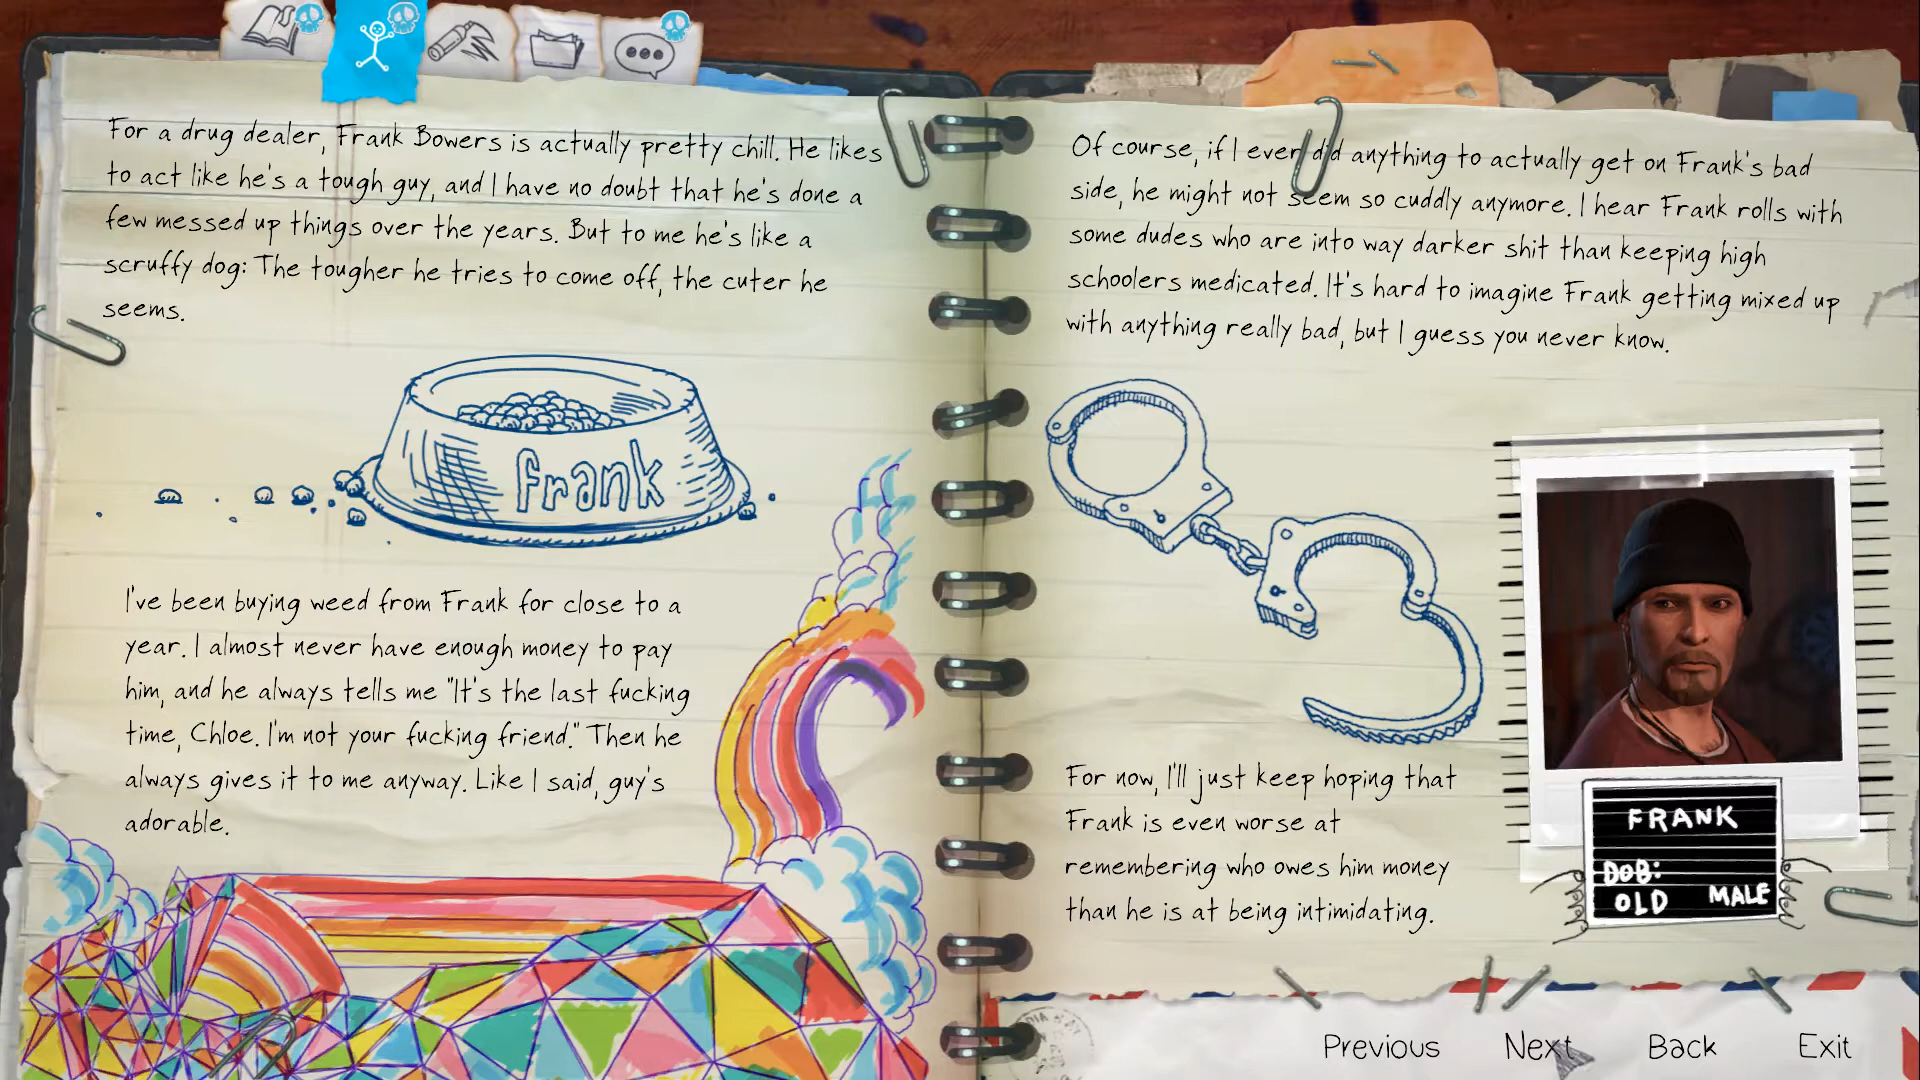 For a drug dealer, Frank Bowers is actually pretty chill. He likes
to act like he's a tough guy, and I have no doubt that he's done a
few messed up things over the years. But to me he's like a
scruffy dog: The tougher he tries to come off, the cuter he
seems.
frank
I've been buying weed from Frank for close to a
year. I almost never have enough money to pay
him, and he always tells me "It's the last fucking
time, Chloe. I'm not your fucking friend." Then he
always gives it to me anyway. Like I said, guy's
adorable.
Of course, if I ever did anything to actually get on Frank's bad
side, he might not seem so cuddly anymore. I hear Frank rolls with
some dudes who are into way darker shit than keeping high
schoolers medicated. It's hard to imagine Frank getting mixed up
with anything really bad, but I guess you never know.
For now, I'll just keep hoping that
Frank is even worse at
remembering who owes him money
than he is at being intimidating.
FRANK
DOB:
OLD MALE
Previous Next Back Exit